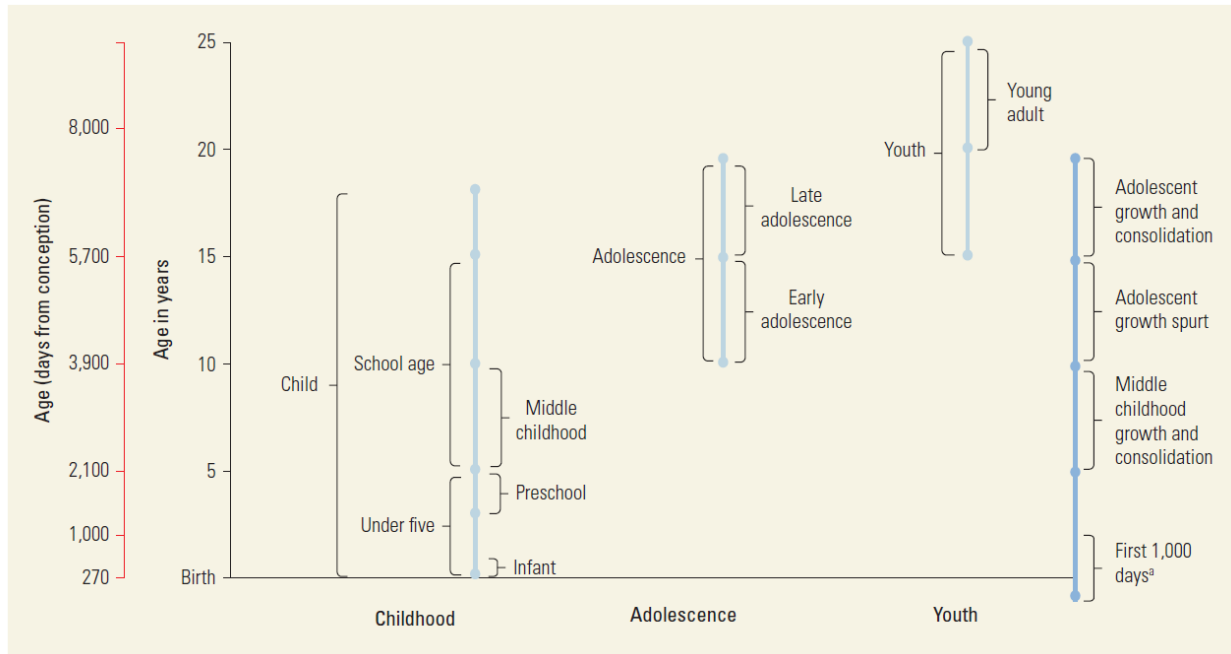 Age (days from conception)
8,000
5,700
3,900
2,100
1,000
270
Age in years
25
20
15
10
5
Birth
Child
School age
Middle
childhood
Under five
Preschool
Infant
Childhood
Adolescence
Late
adolescence
Early
adolescence
Adolescence
Youth
Young
adult
Youth
Adolescent
growth and
consolidation
Adolescent
growth spurt
Middle
childhood
growth and
consolidation
First 1,000
daysᵃ